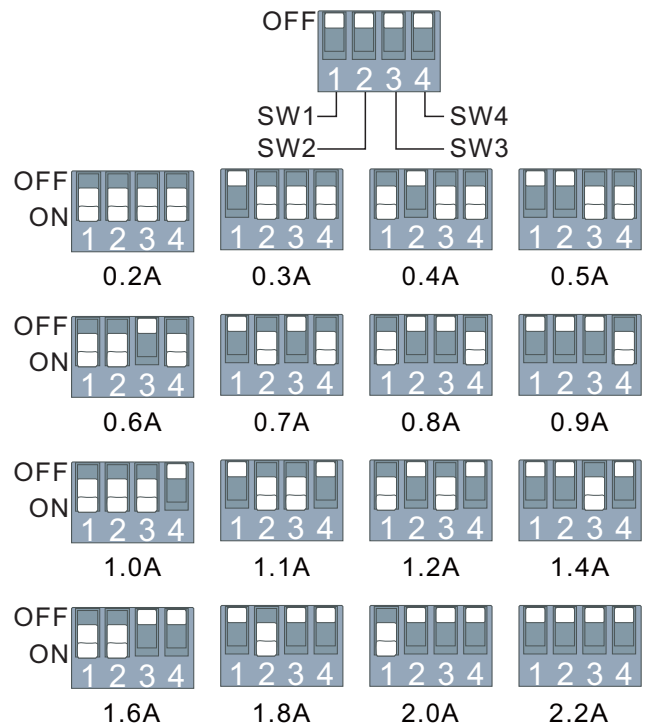 OFF
1 2 3 4
SW1 SW4
SW2 SW3
OFF
ON
1 2 3 4 1 2 3 4 1 2 3 4 1 2 3 4
0.2A 0.3A 0.4A 0.5A
OFF
ON
1 2 3 4 1 2 3 4 1 2 3 4 1 2 3 4
0.6A 0.7A 0.8A 0.9A
OFF
ON
1 2 3 4 1 2 3 4 1 2 3 4 1 2 3 4
1.0A 1.1A 1.2A 1.4A
OFF
ON
1 2 3 4 1 2 3 4 1 2 3 4 1 2 3 4
1.6A 1.8A 2.0A 2.2A